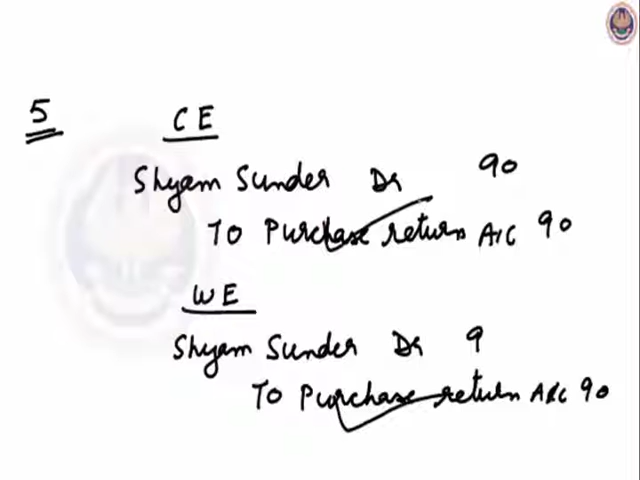 5 CE
Shyam Sunder Dr 90
To Purchase return A/C 90
WE
Shyam Sunder Dr 9
To Purchase return A/C 90